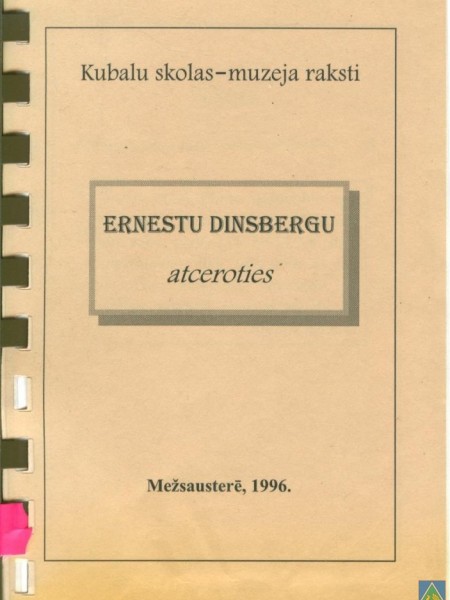 Kubalu skolas-muzeja raksti
ERNESTU DINSBERGU
atceroties
Mežsausterē, 1996.